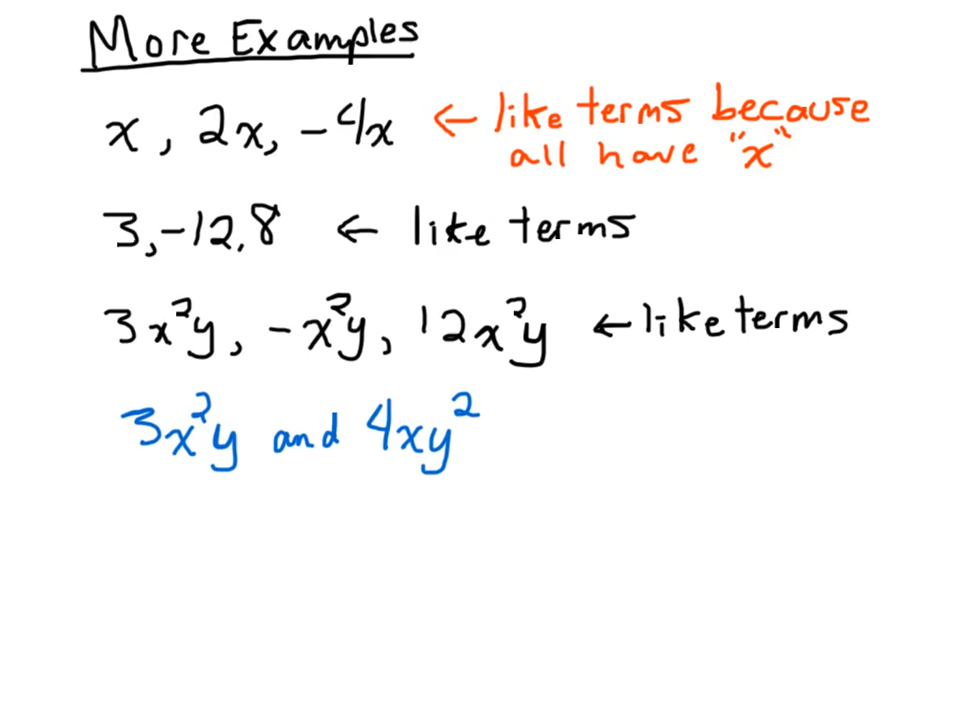 More Examples
x, 2x, -4x ← like terms because
all have "x"
3, -12, 8 ← like terms
3x²y, -x²y, 12x²y ← like terms
3x²y and 4xy²